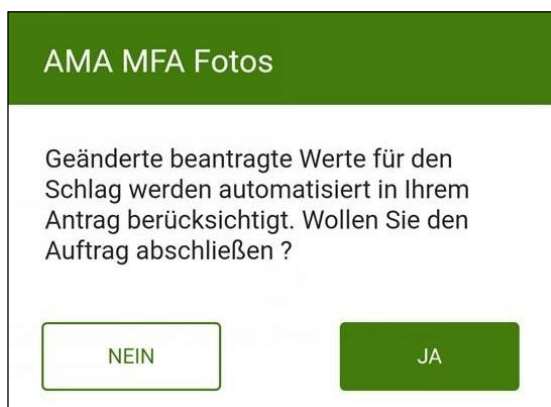 AMA MFA Fotos
Geänderte beantragte Werte für den
Schlag werden automatisiert in Ihrem
Antrag berücksichtigt. Wollen Sie den
Auftrag abschließen ?
NEIN
JA